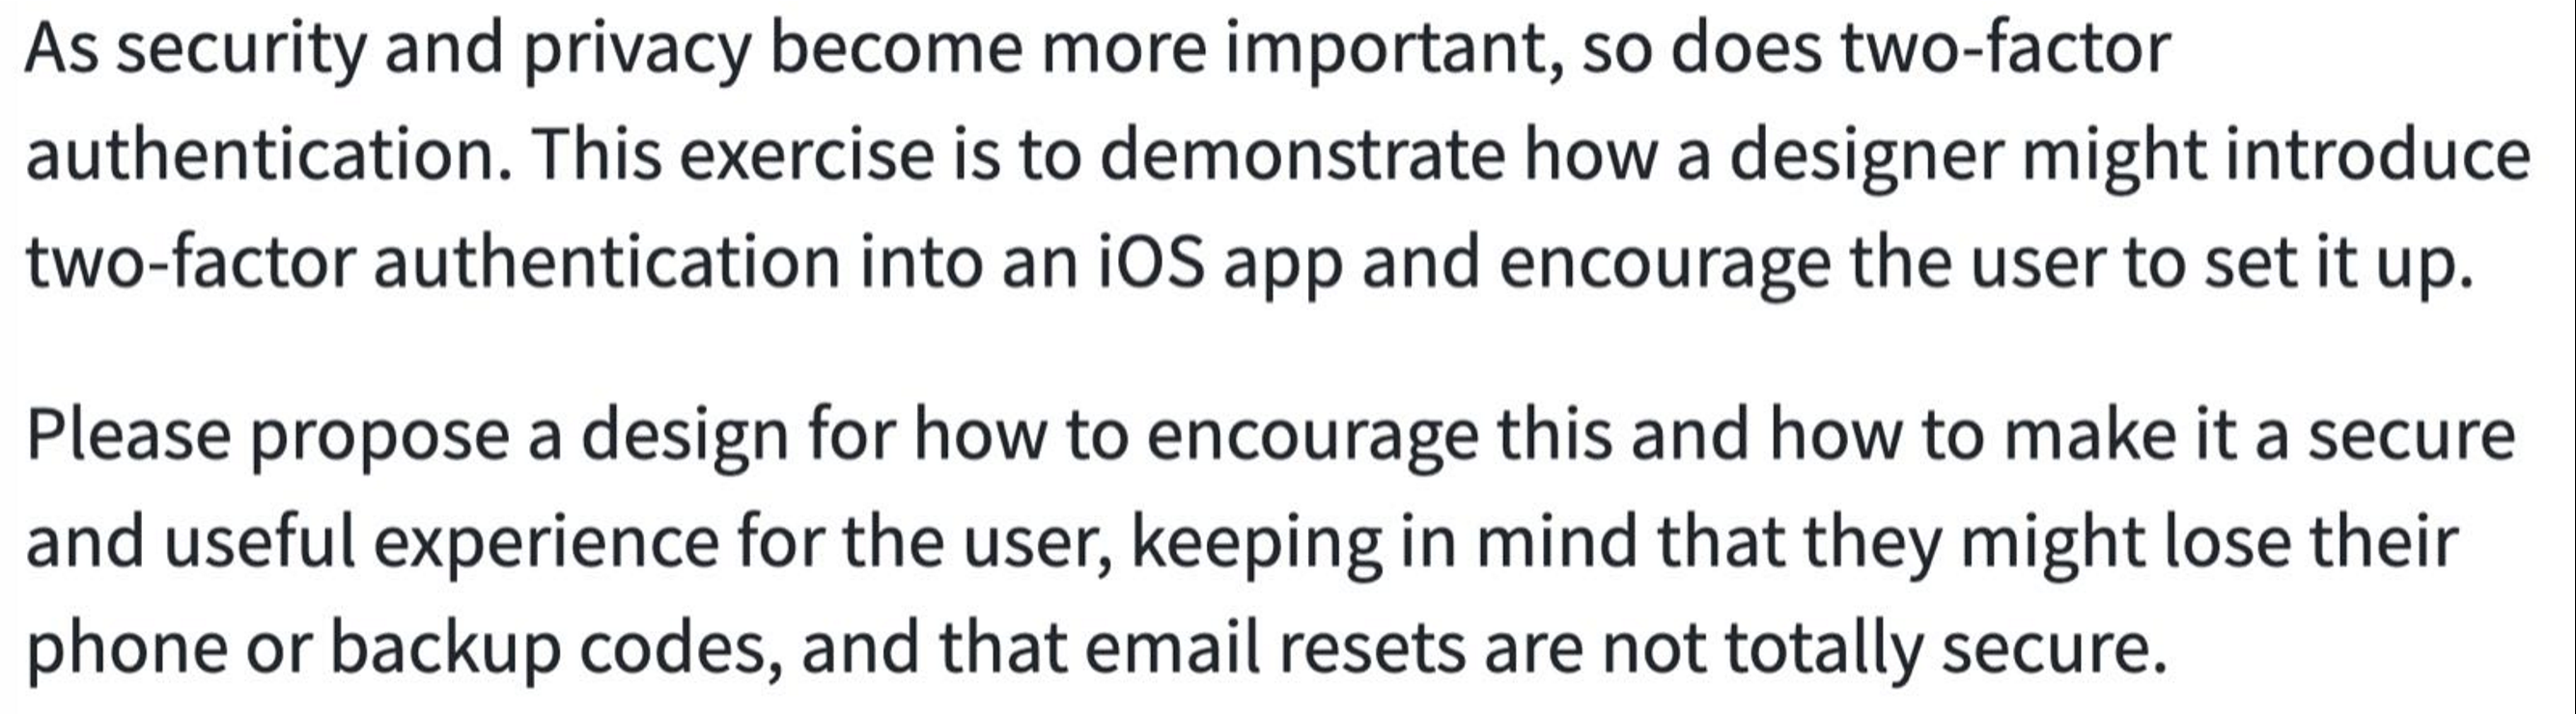 As security and privacy become more important, so does two-factor
authentication. This exercise is to demonstrate how a designer might introduce
two-factor authentication into an iOS app and encourage the user to set it up.
Please propose a design for how to encourage this and how to make it a secure
and useful experience for the user, keeping in mind that they might lose their
phone or backup codes, and that email resets are not totally secure.